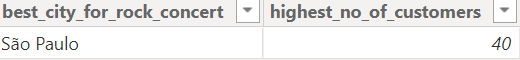 best_city_for_rock_concert highest_no_of_customers
São Paulo 40